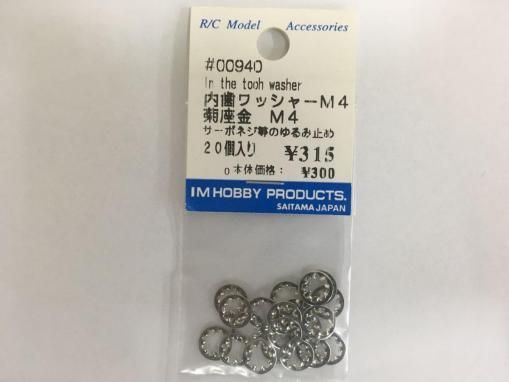 R/C Model Accessories
#00940
In the tooh washer
内歯ワッシャーM4
菊座金 M4
サーボネジ等のゆるみ止め
20個入り ¥315
0 本体価格： ¥300
IM HOBBY PRODUCTS.
SAITAMA JAPAN